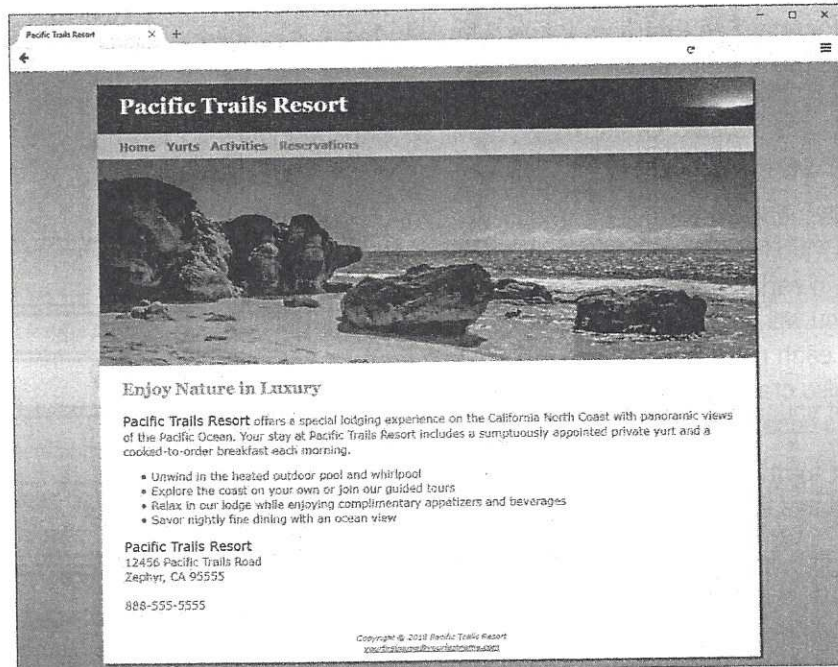 Pacific Trails Resort
Pacific Trails Resort
Home Yurts Activities Reservations
Enjoy Nature in Luxury
Pacific Trails Resort offers a special lodging experience on the California North Coast with panoramic views
of the Pacific Ocean. Your stay at Pacific Trails Resort includes a sumptuously appointed private yurt and a
cooked-to-order breakfast each morning.
• Unwind in the heated outdoor pool and whirlpool
• Explore the coast on your own or join our guided tours
• Relax in our lodge while enjoying complimentary appetizers and beverages
• Savor nightly fine dining with an ocean view
Pacific Trails Resort
12456 Pacific Trails Road
Zephyr, CA 95555
888-555-5555
Copyright © 2018 Pacific Trails Resort
yourfirstname@yourlastname.com